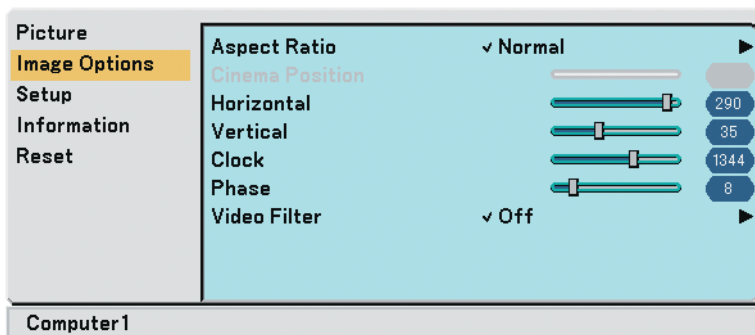 Picture
Image Options
Setup
Information
Reset
Aspect Ratio ✓ Normal
Cinema Position
Horizontal 290
Vertical 35
Clock 1344
Phase 8
Video Filter ✓ Off
Computer1